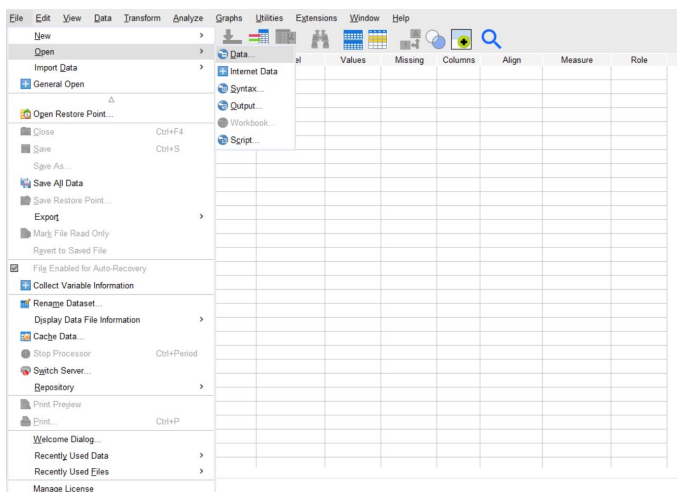 File Edit View Data Transform Analyze Graphs Utilities Extensions Window Help
New
Open
Import Data
General Open
Open Restore Point...
Close Ctrl+F4
Save Ctrl+S
Save As...
Save All Data
Save Restore Point...
Export
Mark File Read Only
Revert to Saved File
File Enabled for Auto-Recovery
Collect Variable Information
Rename Dataset...
Display Data File Information
Cache Data...
Stop Processor Ctrl+Period
Switch Server...
Repository
Print Preview
Print... Ctrl+P
Welcome Dialog...
Recently Used Data
Recently Used Files
Manage License
Data...
Internet Data
Syntax...
Output...
Workbook...
Script...
el Values Missing Columns Align Measure Role